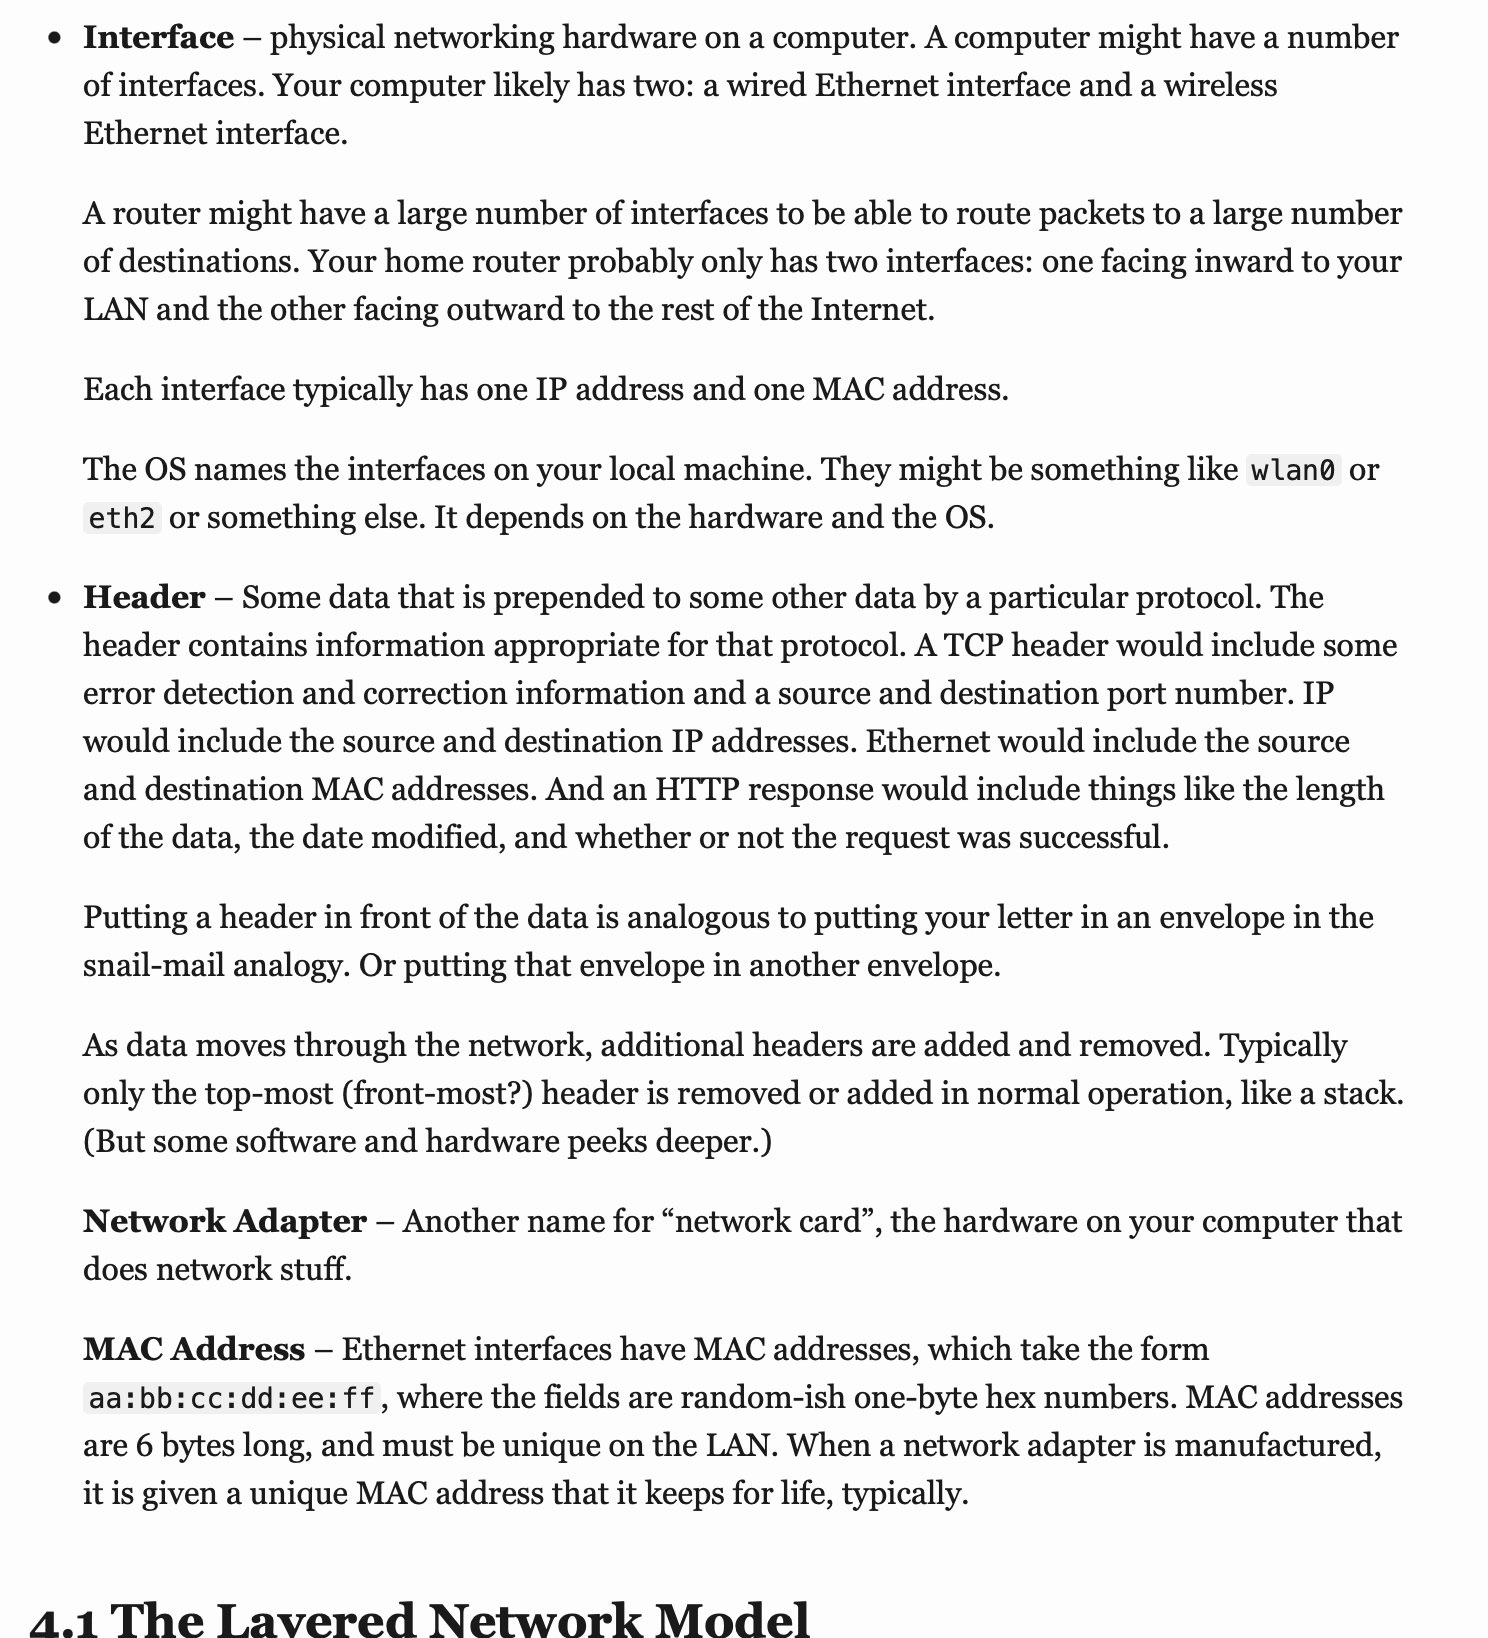 • Interface – physical networking hardware on a computer. A computer might have a number
of interfaces. Your computer likely has two: a wired Ethernet interface and a wireless
Ethernet interface.
A router might have a large number of interfaces to be able to route packets to a large number
of destinations. Your home router probably only has two interfaces: one facing inward to your
LAN and the other facing outward to the rest of the Internet.
Each interface typically has one IP address and one MAC address.
The OS names the interfaces on your local machine. They might be something like wlan0 or
eth2 or something else. It depends on the hardware and the OS.
• Header – Some data that is prepended to some other data by a particular protocol. The
header contains information appropriate for that protocol. A TCP header would include some
error detection and correction information and a source and destination port number. IP
would include the source and destination IP addresses. Ethernet would include the source
and destination MAC addresses. And an HTTP response would include things like the length
of the data, the date modified, and whether or not the request was successful.
Putting a header in front of the data is analogous to putting your letter in an envelope in the
snail-mail analogy. Or putting that envelope in another envelope.
As data moves through the network, additional headers are added and removed. Typically
only the top-most (front-most?) header is removed or added in normal operation, like a stack.
(But some software and hardware peeks deeper.)
Network Adapter – Another name for “network card”, the hardware on your computer that
does network stuff.
MAC Address – Ethernet interfaces have MAC addresses, which take the form
aa:bb:cc:dd:ee:ff, where the fields are random-ish one-byte hex numbers. MAC addresses
are 6 bytes long, and must be unique on the LAN. When a network adapter is manufactured,
it is given a unique MAC address that it keeps for life, typically.
4.1 The Layered Network Model